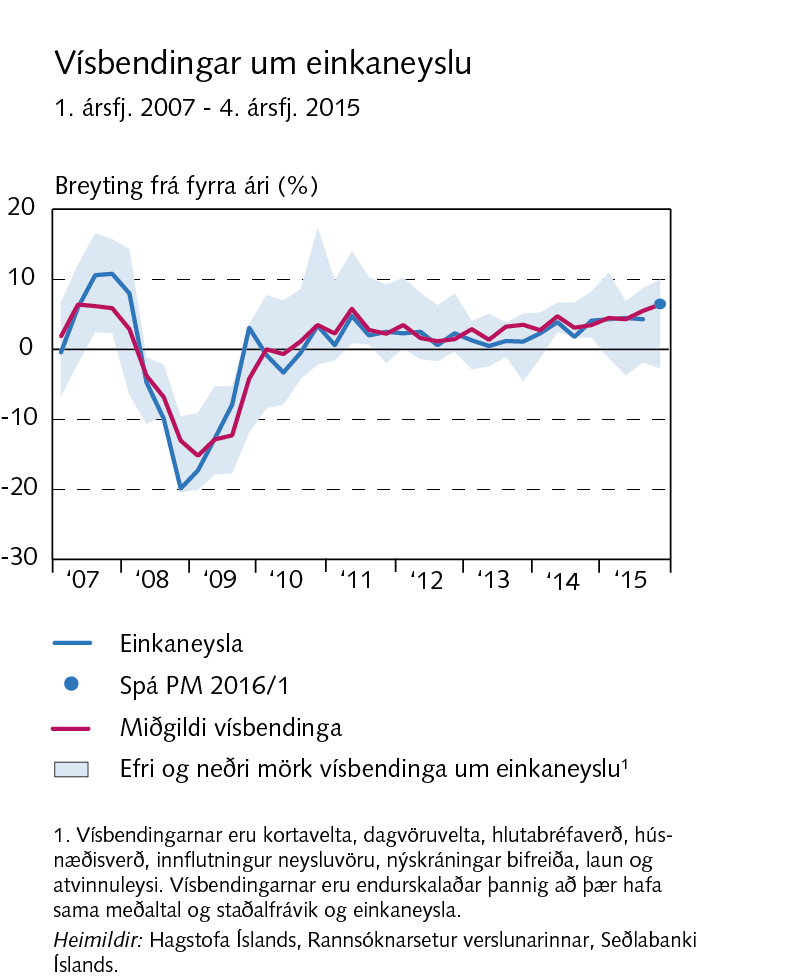 Vísbendingar um einkaneyslu
1. ársfj. 2007 - 4. ársfj. 2015
Breyting frá fyrra ári (%)
20
10
0
-10
-20
-30
‘07 ‘08 ‘09 ‘10 ‘11 ‘12 ‘13 ‘14 ‘15
Einkaneysla
Spá PM 2016/1
Miðgildi vísbendinga
Efri og neðri mörk vísbendinga um einkaneyslu¹
1. Vísbendingarnar eru kortavelta, dagvöruvelta, hlutabréfaverð, hús-
næðisverð, innflutningur neysluvöru, nýskráningar bifreiða, laun og
atvinnuleysi. Vísbendingarnar eru endurskalaðar þannig að þær hafa
sama meðaltal og staðalfrávik og einkaneysla.
Heimildir: Hagstofa Íslands, Rannsóknarsetur verslunarinnar, Seðlabanki
Íslands.